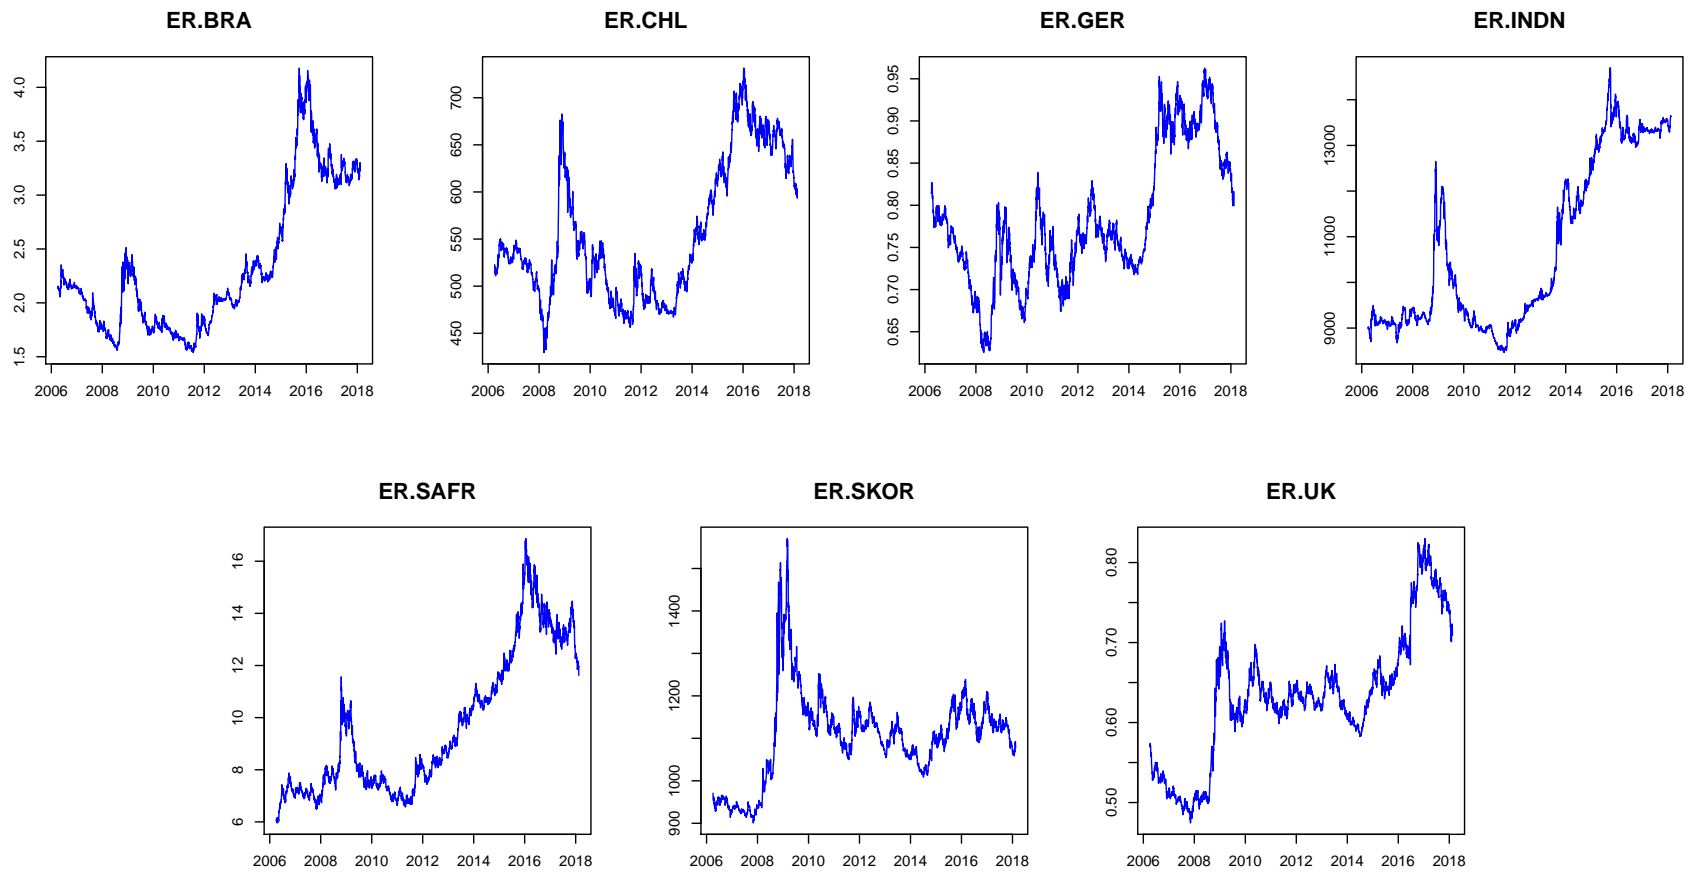 ER.BRA ER.CHL ER.GER ER.INDN
4.0 3.5 3.0 2.5 2.0 1.5
700 650 600 550 500 450
0.95 0.90 0.85 0.80 0.75 0.70 0.65
13000 11000 9000
2006 2008 2010 2012 2014 2016 2018 2006 2008 2010 2012 2014 2016 2018 2006 2008 2010 2012 2014 2016 2018 2006 2008 2010 2012 2014 2016 2018
ER.SAFR ER.SKOR ER.UK
16 14 12 10 8 6
1400 1200 1000 900
0.80 0.70 0.60 0.50
2006 2008 2010 2012 2014 2016 2018 2006 2008 2010 2012 2014 2016 2018 2006 2008 2010 2012 2014 2016 2018